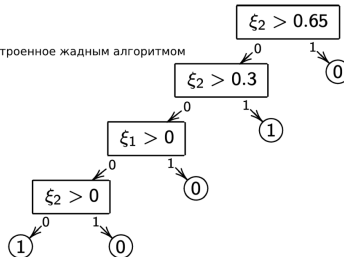 ξ₂ > 0.65
0 1
троенное жадным алгоритмом
ξ₂ > 0.3
0
0 1
ξ₁ > 0
1
0 1
ξ₂ > 0
0
0 1
1 0